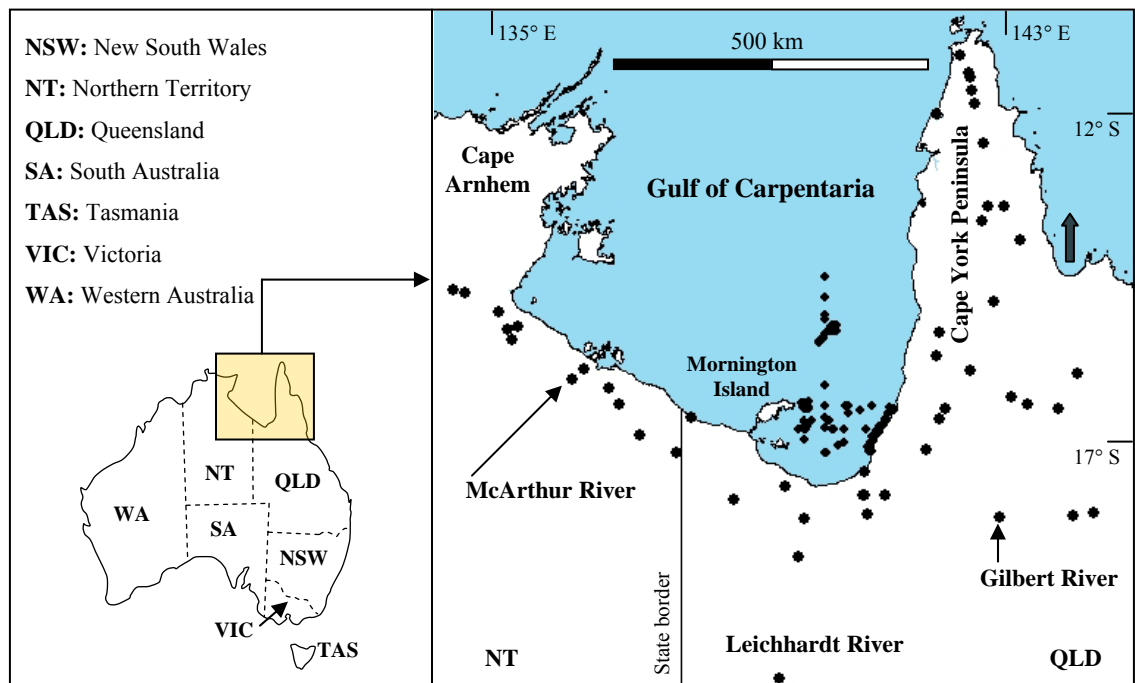 NSW: New South Wales
NT: Northern Territory
QLD: Queensland
SA: South Australia
TAS: Tasmania
VIC: Victoria
WA: Western Australia
WA
NT
QLD
SA
NSW
VIC
TAS
135° E
143° E
500 km
12° S
Cape
Arnhem
Gulf of Carpentaria
Cape York Peninsula
Mornington
Island
17° S
McArthur River
Gilbert River
State border
Leichhardt River
NT
QLD